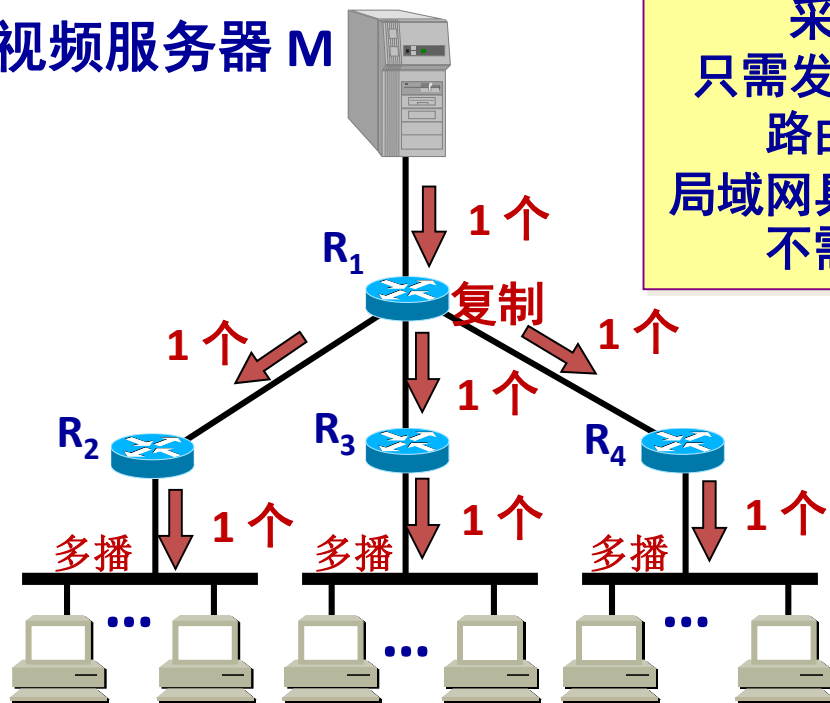 视频服务器 M
采
只需发
路由
局域网具
不需
1 个
R1
复制
1 个
1 个
1 个
R2
R3
R4
1 个
1 个
1 个
多播
多播
多播
...
...
...